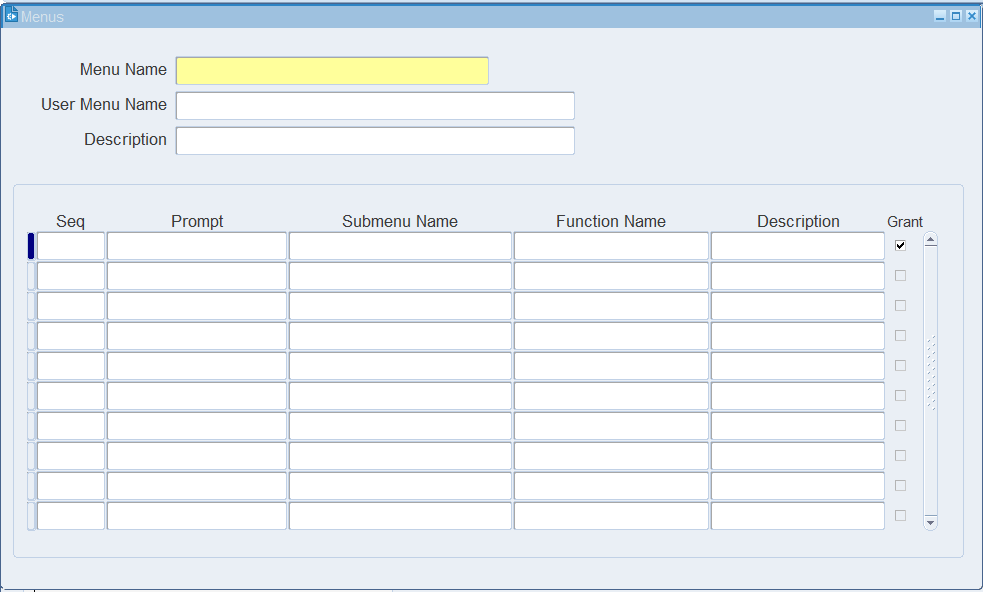 Menus
Menu Name
User Menu Name
Description
Seq Prompt Submenu Name Function Name Description Grant